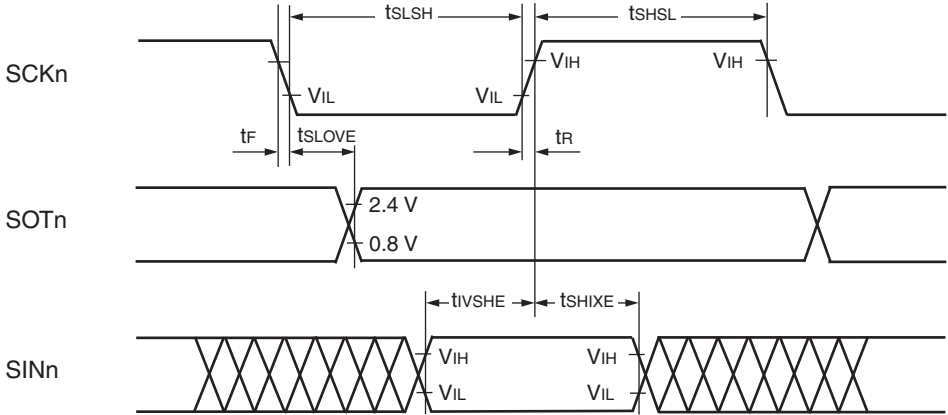 tSLSH tSHSL
SCKn VIH VIH
VIL VIL
tF tSLOVE tR
SOTn 2.4 V
0.8 V
tIVSHE tSHIXE
SINn VIH VIH
VIL VIL